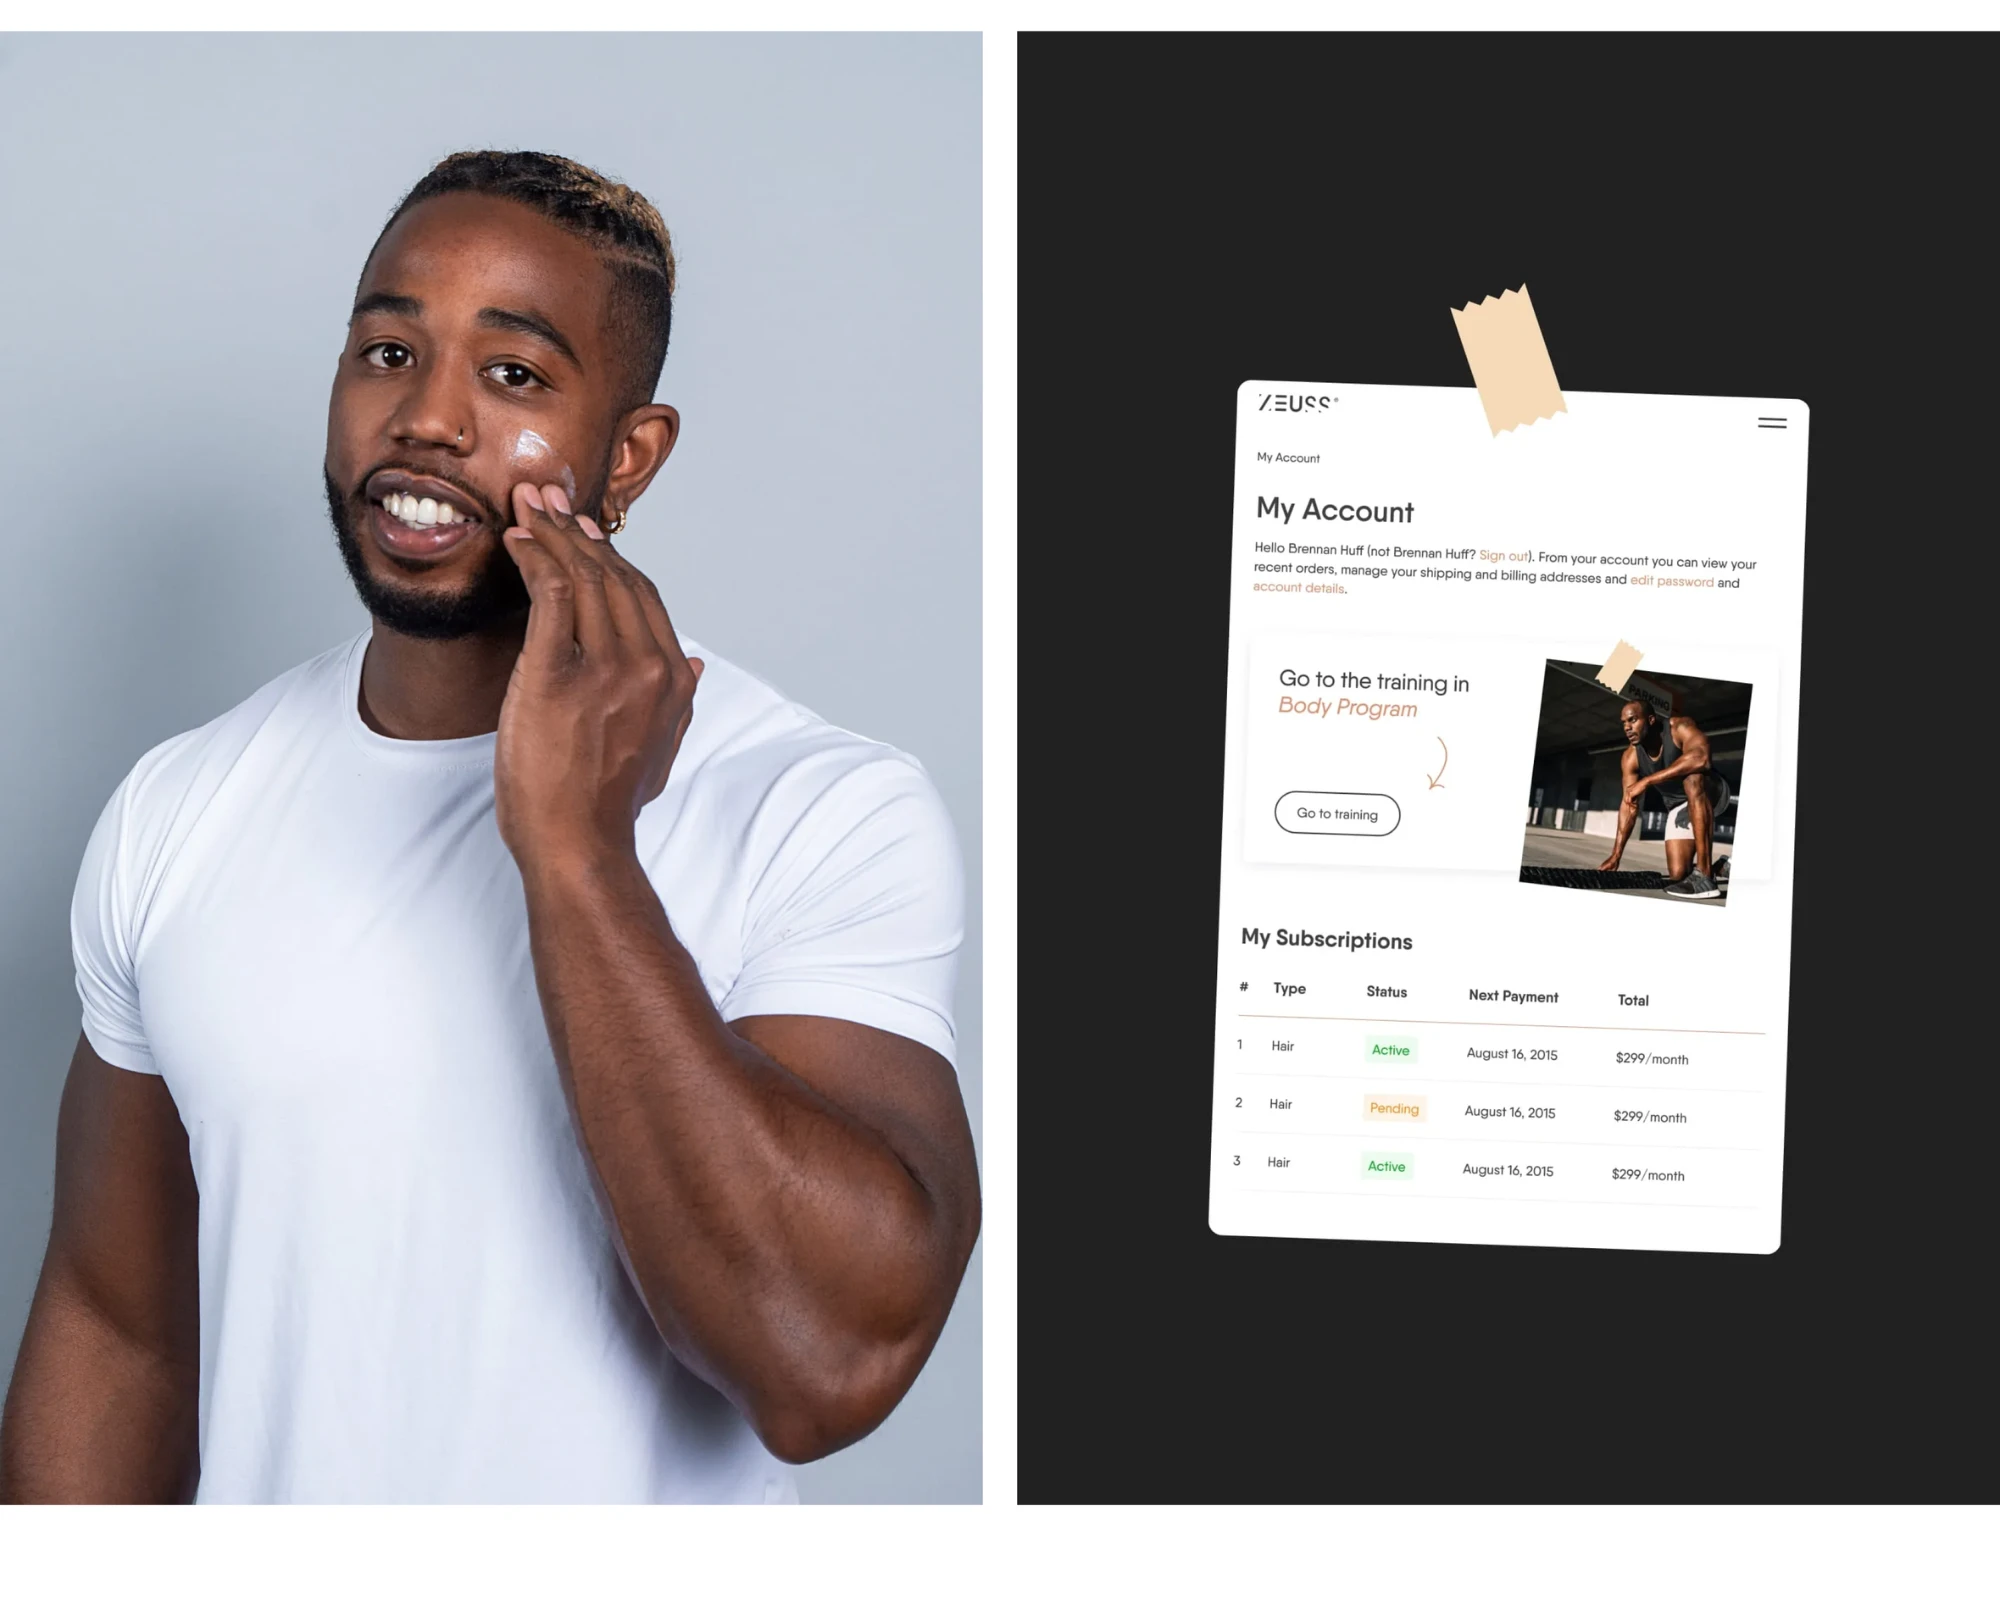 ZEUSS®
My Account
My Account
Hello Brennan Huff (not Brennan Huff? Sign out). From your account you can view your
recent orders, manage your shipping and billing addresses and edit password and
account details.
Go to the training in
Body Program
PARKING
Go to training
My Subscriptions
# Type Status Next Payment Total
1 Hair Active August 16, 2015 $299/month
2 Hair Pending August 16, 2015 $299/month
3 Hair Active August 16, 2015 $299/month